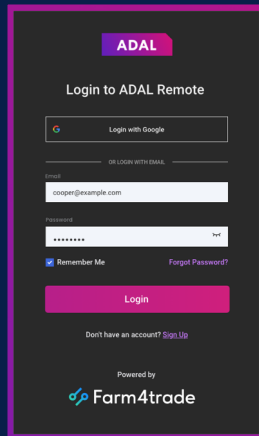 ADAL
Login to ADAL Remote
Login with Google
OR LOGIN WITH EMAIL
Email
cooper@example.com
Password
••••••••
Remember Me
Forgot Password?
Login
Don't have an account? Sign Up
Powered by
Farm4trade